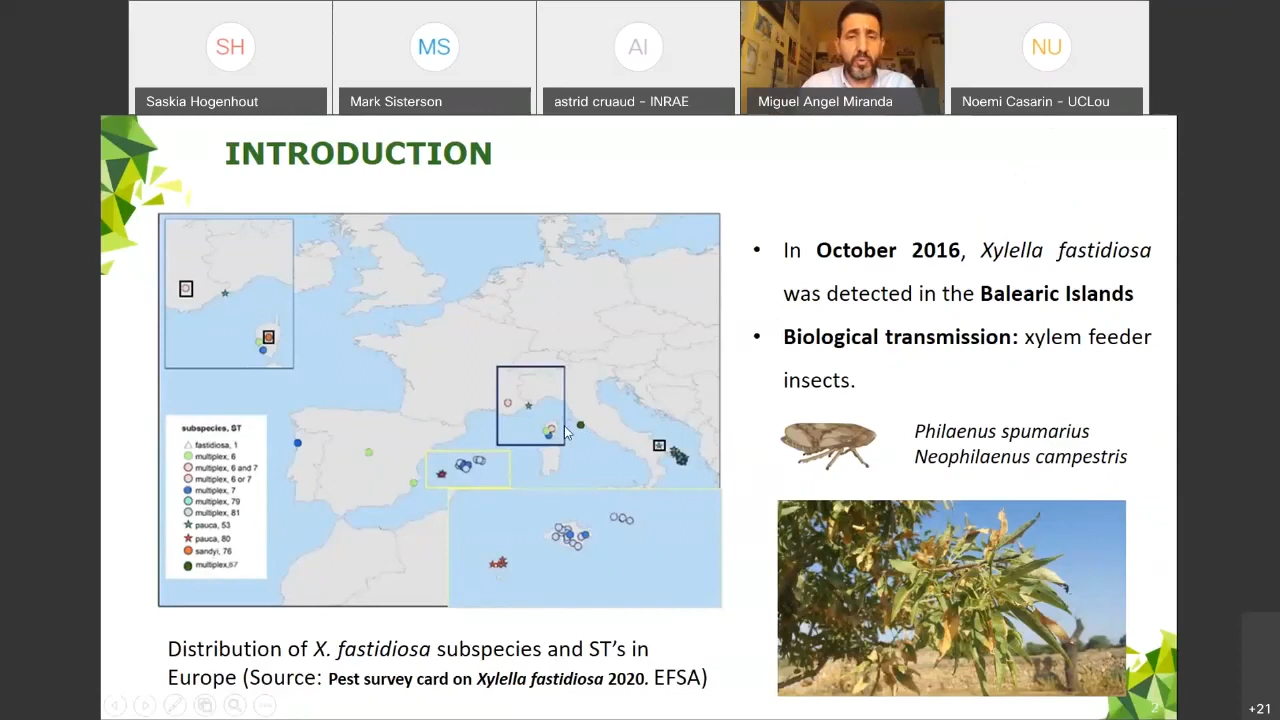 SH
MS
AI
NU
Saskia Hogenhout
Mark Sisterson
astrid cruaud - INRAE
Miguel Angel Miranda
Noemi Casarin - UCLou
INTRODUCTION
subspecies, ST
fastidiosa, 1
multiplex, 6
multiplex, 6 and 7
multiplex, 6 or 7
multiplex, 7
multiplex, 79
multiplex, 81
pauca, 53
pauca, 80
sandyi, 76
multiplex,67
• In October 2016, Xylella fastidiosa
was detected in the Balearic Islands
• Biological transmission: xylem feeder
insects.
Philaenus spumarius
Neophilaenus campestris
Distribution of X. fastidiosa subspecies and ST's in
Europe (Source: Pest survey card on Xylella fastidiosa 2020. EFSA)
2
+21